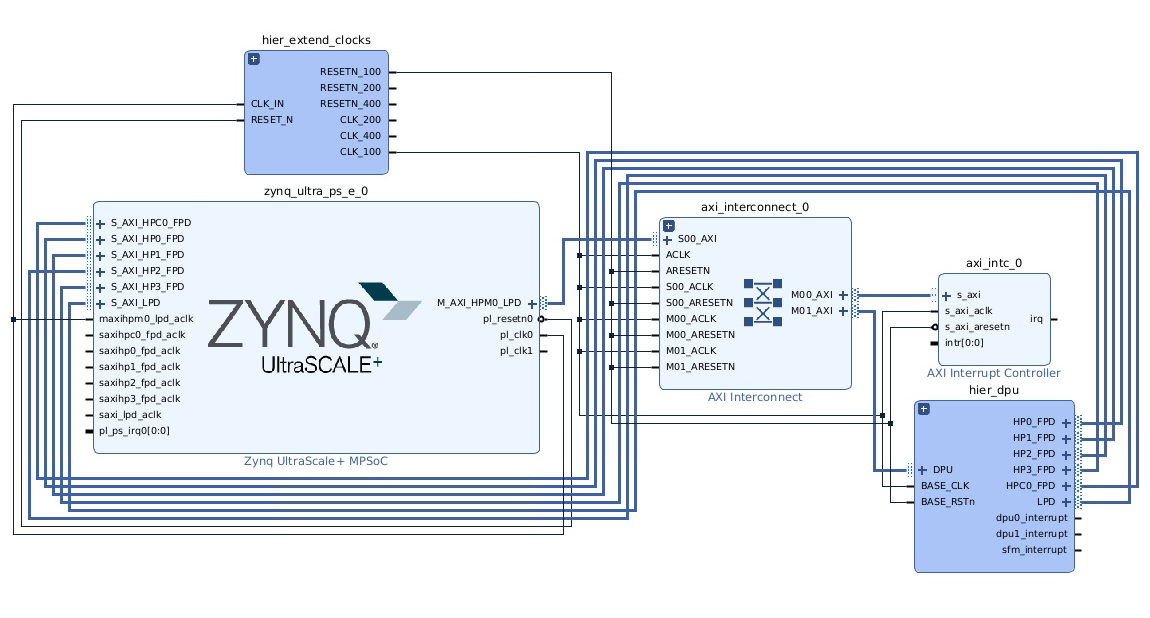 hier_extend_clocks
RESETN_100
RESETN_200
CLK_IN
RESETN_400
RESET_N
CLK_200
CLK_400
CLK_100
zynq_ultra_ps_e_0
S_AXI_HPC0_FPD
S_AXI_HP0_FPD
S_AXI_HP1_FPD
S_AXI_HP2_FPD
S_AXI_HP3_FPD
S_AXI_LPD
maxihpm0_lpd_aclk
saxihpc0_fpd_aclk
saxihp0_fpd_aclk
saxihp1_fpd_aclk
saxihp2_fpd_aclk
saxihp3_fpd_aclk
saxi_lpd_aclk
pl_ps_irq0[0:0]
ZYNQ
UltraSCALE+
M_AXI_HPM0_LPD
pl_resetn0
pl_clk0
pl_clk1
Zynq UltraScale+ MPSoC
axi_interconnect_0
S00_AXI
ACLK
ARESETN
S00_ACLK
S00_ARESETN
M00_ACLK
M00_ARESETN
M01_ACLK
M01_ARESETN
M00_AXI
M01_AXI
AXI Interconnect
axi_intc_0
s_axi
s_axi_aclk
s_axi_aresetn
intr[0:0]
irq
AXI Interrupt Controller
hier_dpu
DPU
BASE_CLK
BASE_RSTn
HP0_FPD
HP1_FPD
HP2_FPD
HP3_FPD
HPC0_FPD
LPD
dpu0_interrupt
dpu1_interrupt
sfm_interrupt